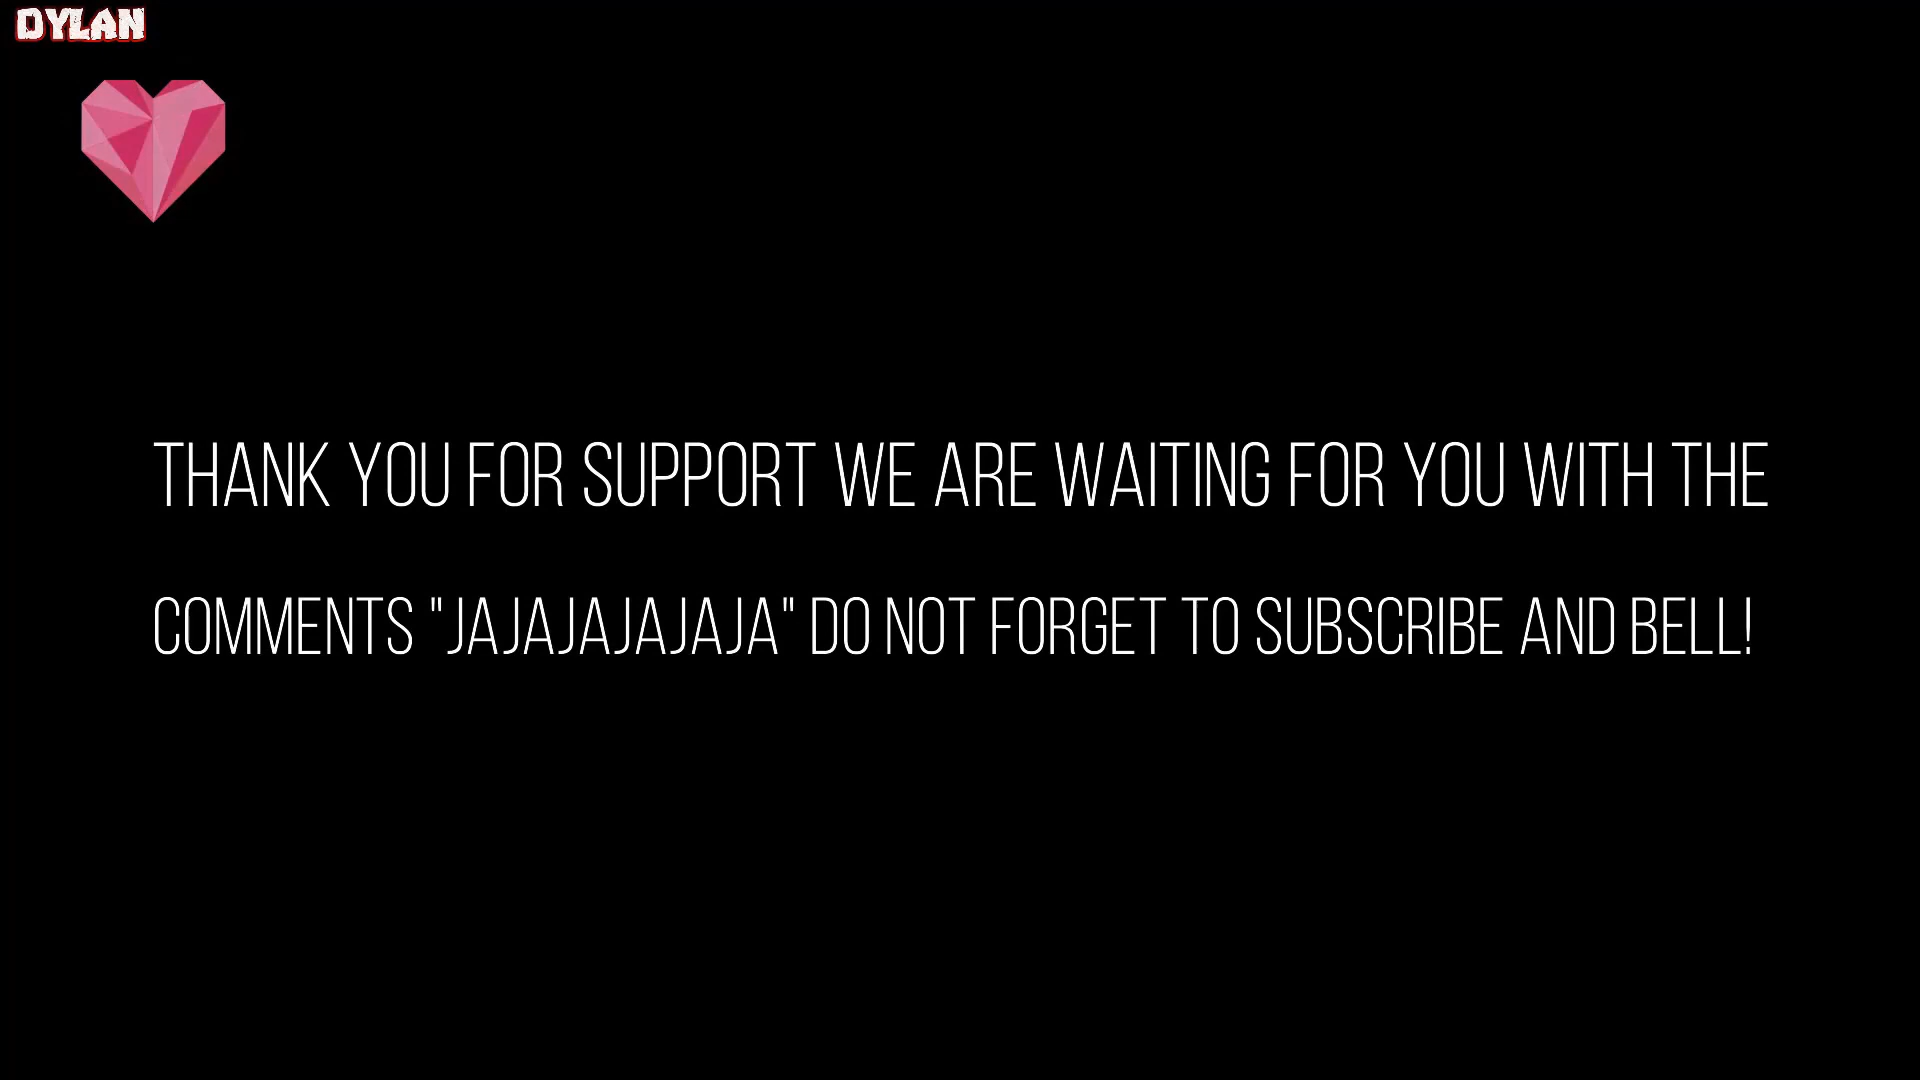 DYLAN
THANK YOU FOR SUPPORT WE ARE WAITING FOR YOU WITH THE
COMMENTS "JAJAJAJAJAJA" DO NOT FORGET TO SUBSCRIBE AND BELL!